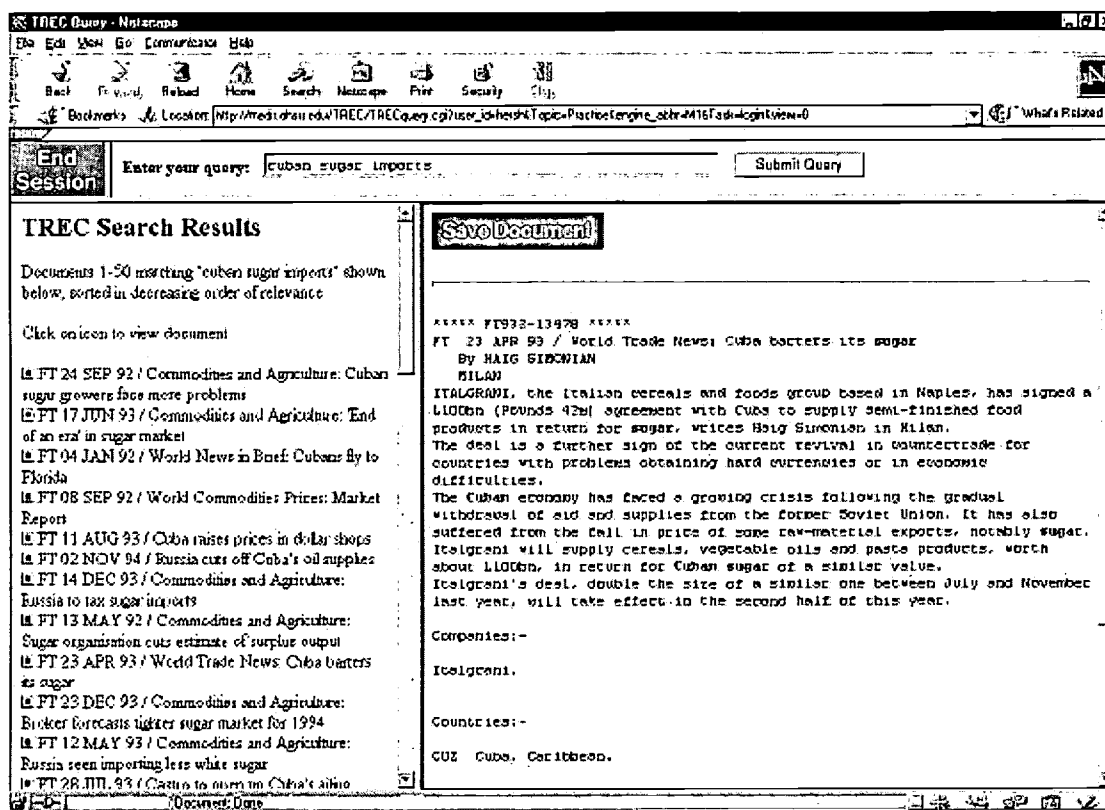 TREC Query - Netscape
File Edit View Go Communicator Help
Back Forward Reload Home Search Netscape Print Security Stop
Bookmarks Location: What's Related
End Session
Enter your query: cuban sugar imports
Submit Query
TREC Search Results
Documents 1-50 matching "cuban sugar imports" shown
below, sorted in decreasing order of relevance
Click on icon to view document
FT 24 SEP 92 / Commodities and Agriculture: Cuban
sugar growers face more problems
FT 17 JUN 93 / Commodities and Agriculture: 'End
of an era' in sugar market
FT 04 JAN 92 / World News in Brief: Cubans fly to
Florida
FT 08 SEP 92 / World Commodities Prices: Market
Report
FT 11 AUG 93 / Cuba raises prices in dollar shops
FT 02 NOV 94 / Russia cuts off Cuba's oil supplies
FT 14 DEC 93 / Commodities and Agriculture:
Russia to tax sugar imports
FT 13 MAY 92 / Commodities and Agriculture:
Sugar organisation cuts estimate of surplus output
FT 23 APR 93 / World Trade News: Cuba barters
its sugar
FT 23 DEC 93 / Commodities and Agriculture:
Broker forecasts tighter sugar market for 1994
FT 12 MAY 93 / Commodities and Agriculture:
Russia seen importing less white sugar
FT 28 JUL 93 / Castro to open up Cuba's ailing
Save Document
***** FT932-13978 *****
FT 23 APR 93 / World Trade News: Cuba barters its sugar
By HAIG SIMONIAN
MILAN
ITALGRANI, the Italian cereals and foods group based in Naples, has signed a
L100bn (Pounds 42m) agreement with Cuba to supply semi-finished food
products in return for sugar, writes Haig Simonian in Milan.
The deal is a further sign of the current revival in countertrade for
countries with problems obtaining hard currencies or in economic
difficulties.
The Cuban economy has faced a growing crisis following the gradual
withdrawal of aid and supplies from the former Soviet Union. It has also
suffered from the fall in price of some raw-material exports, notably sugar.
Italgrani will supply cereals, vegetable oils and pasta products, worth
about L100bn, in return for Cuban sugar of a similar value.
Italgrani's deal, double the size of a similar one between July and November
last year, will take effect in the second half of this year.
Companies:-
Italgrani.
Countries:-
CUZ Cuba, Caribbean.
Document: Done